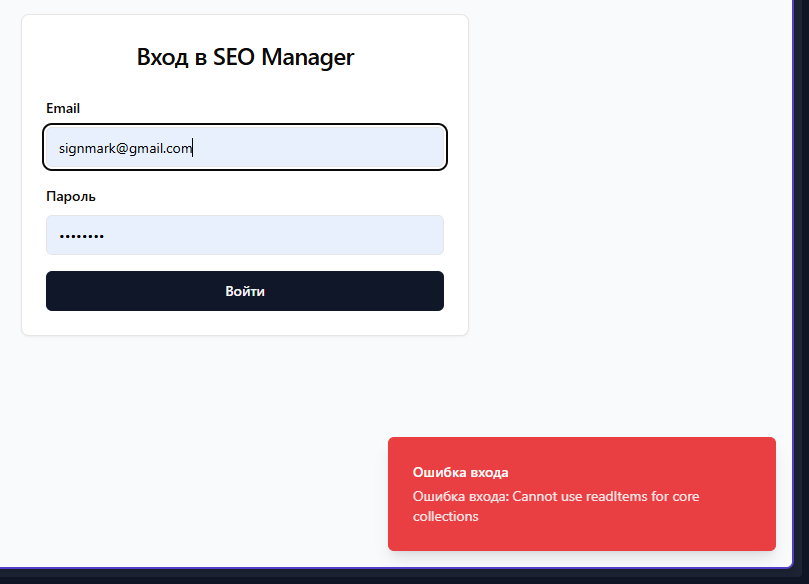 Вход в SEO Manager
Email
signmark@gmail.com
Пароль
••••••••
Войти
Ошибка входа
Ошибка входа: Cannot use readItems for core
collections